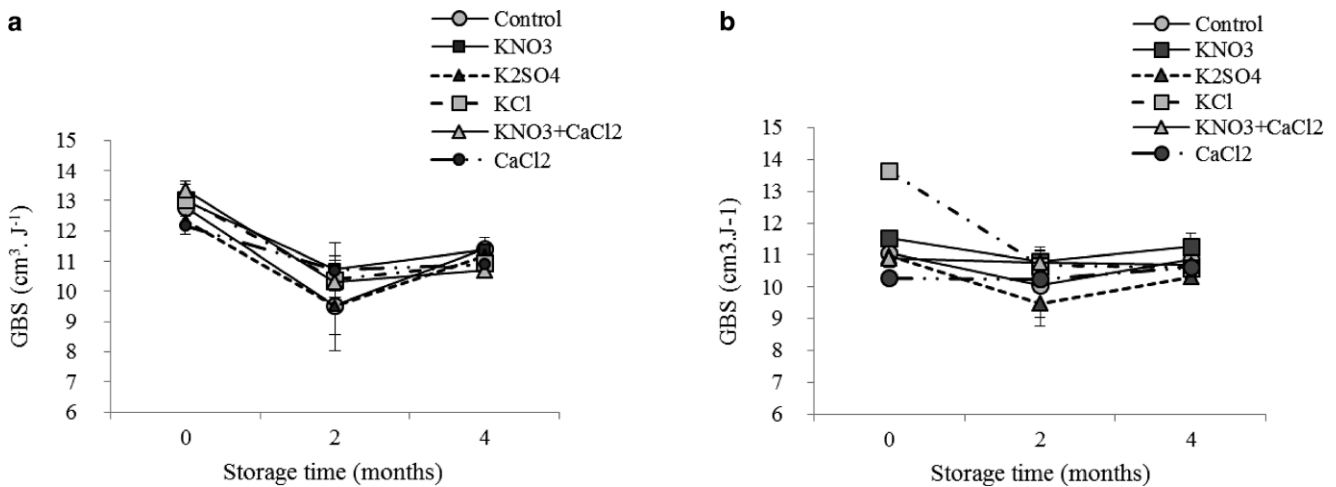 a
Control
KNO3
K2SO4
KCl
KNO3+CaCl2
CaCl2
15
14
13
12
11
10
9
8
7
6
GBS (cm³. J⁻¹)
0 2 4
Storage time (months)
b
Control
KNO3
K2SO4
KCl
KNO3+CaCl2
CaCl2
15
14
13
12
11
10
9
8
7
6
GBS (cm3.J-1)
0 2 4
Storage time (months)